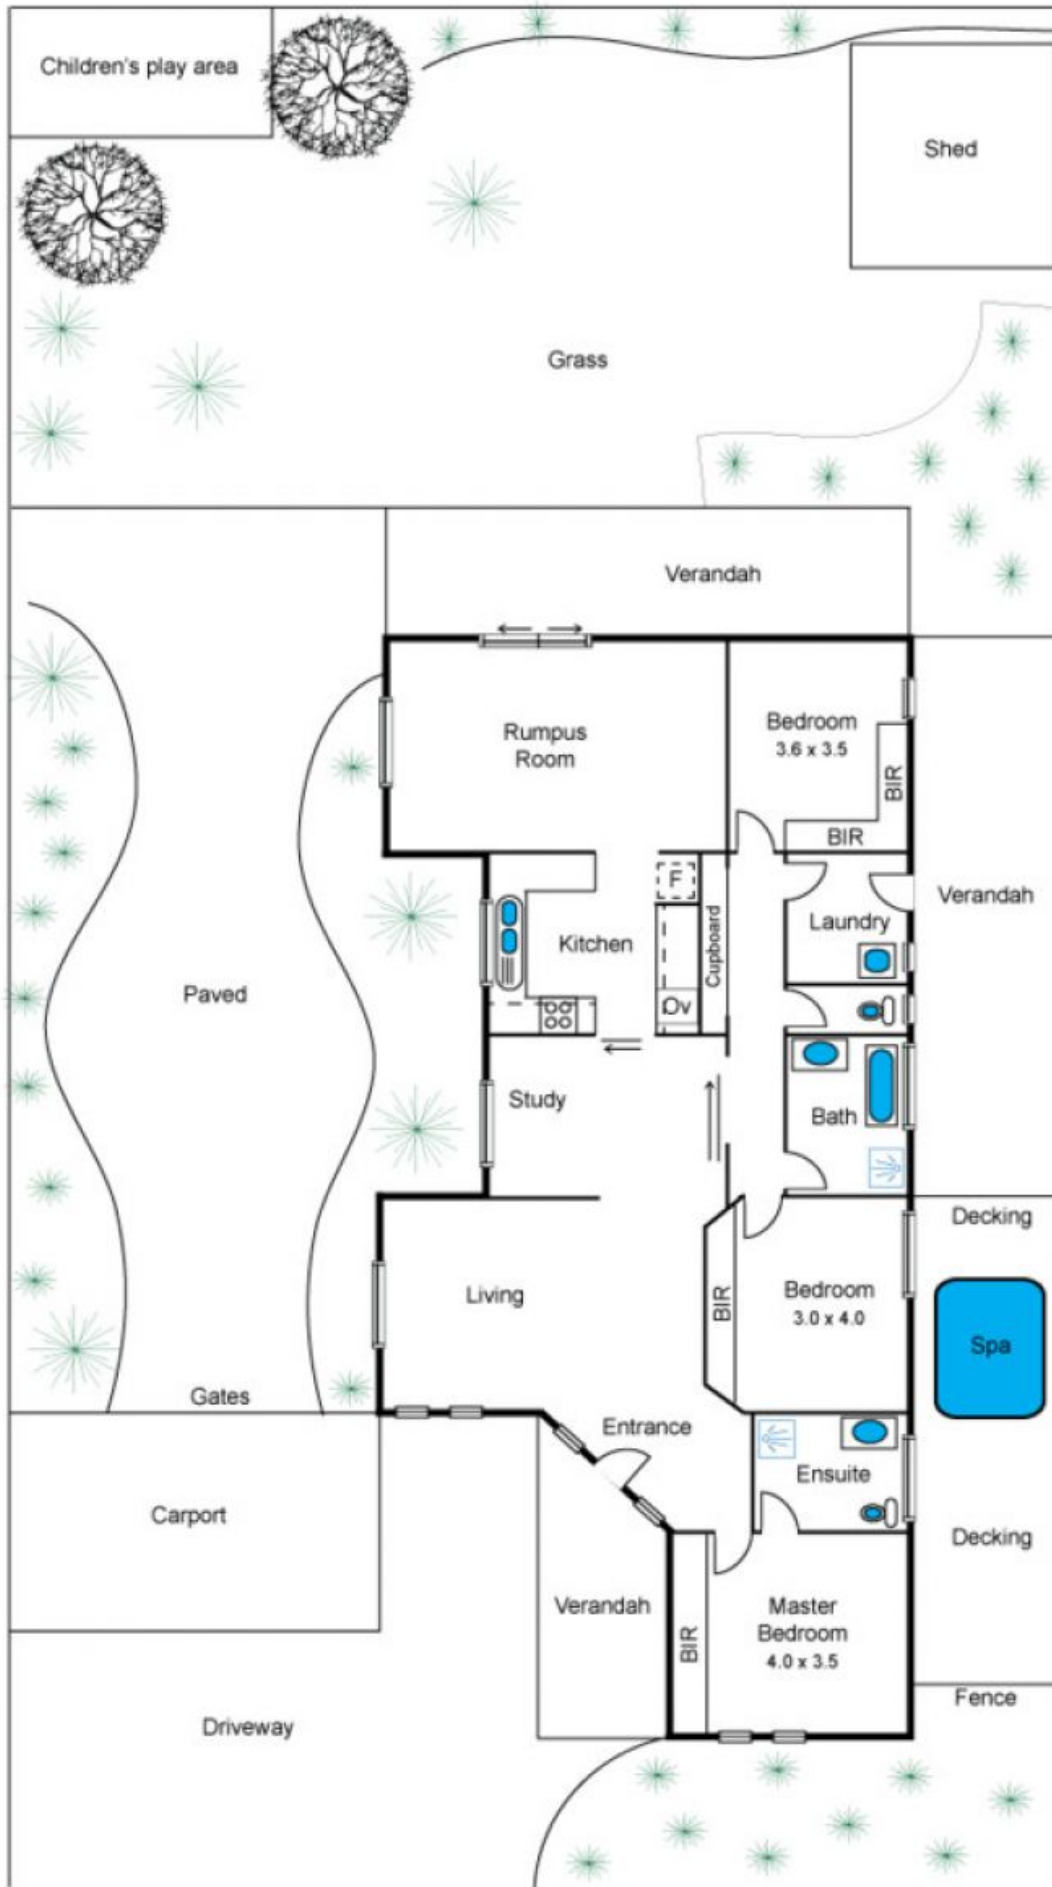 Children's play area
Shed
Grass
Verandah
Rumpus
Room
Bedroom
3.6 x 3.5
BIR
BIR
F
Cupboard
Kitchen
Ov
Laundry
Verandah
Paved
Study
Bath
Decking
Living
BIR
Bedroom
3.0 x 4.0
Spa
Gates
Entrance
Ensuite
Carport
Decking
Verandah
BIR
Master
Bedroom
4.0 x 3.5
Fence
Driveway